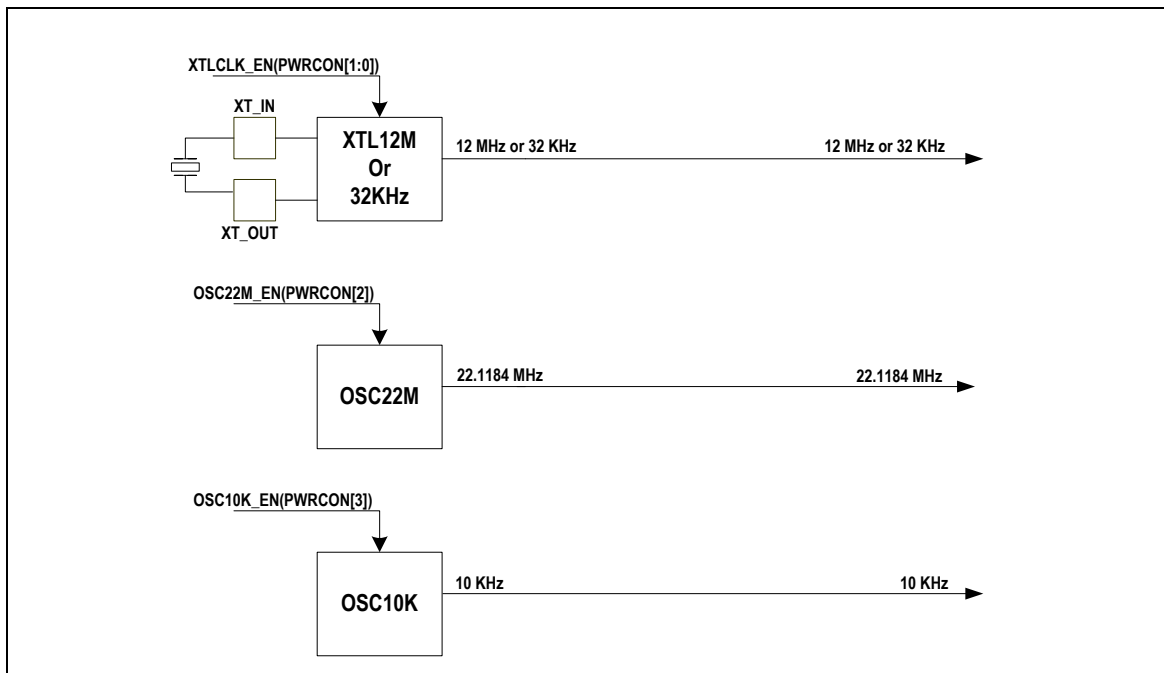 XTLCLK_EN(PWRCON[1:0])
XT_IN
XTL12M
Or
32KHz
12 MHz or 32 KHz
12 MHz or 32 KHz
XT_OUT
OSC22M_EN(PWRCON[2])
OSC22M
22.1184 MHz
22.1184 MHz
OSC10K_EN(PWRCON[3])
OSC10K
10 KHz
10 KHz